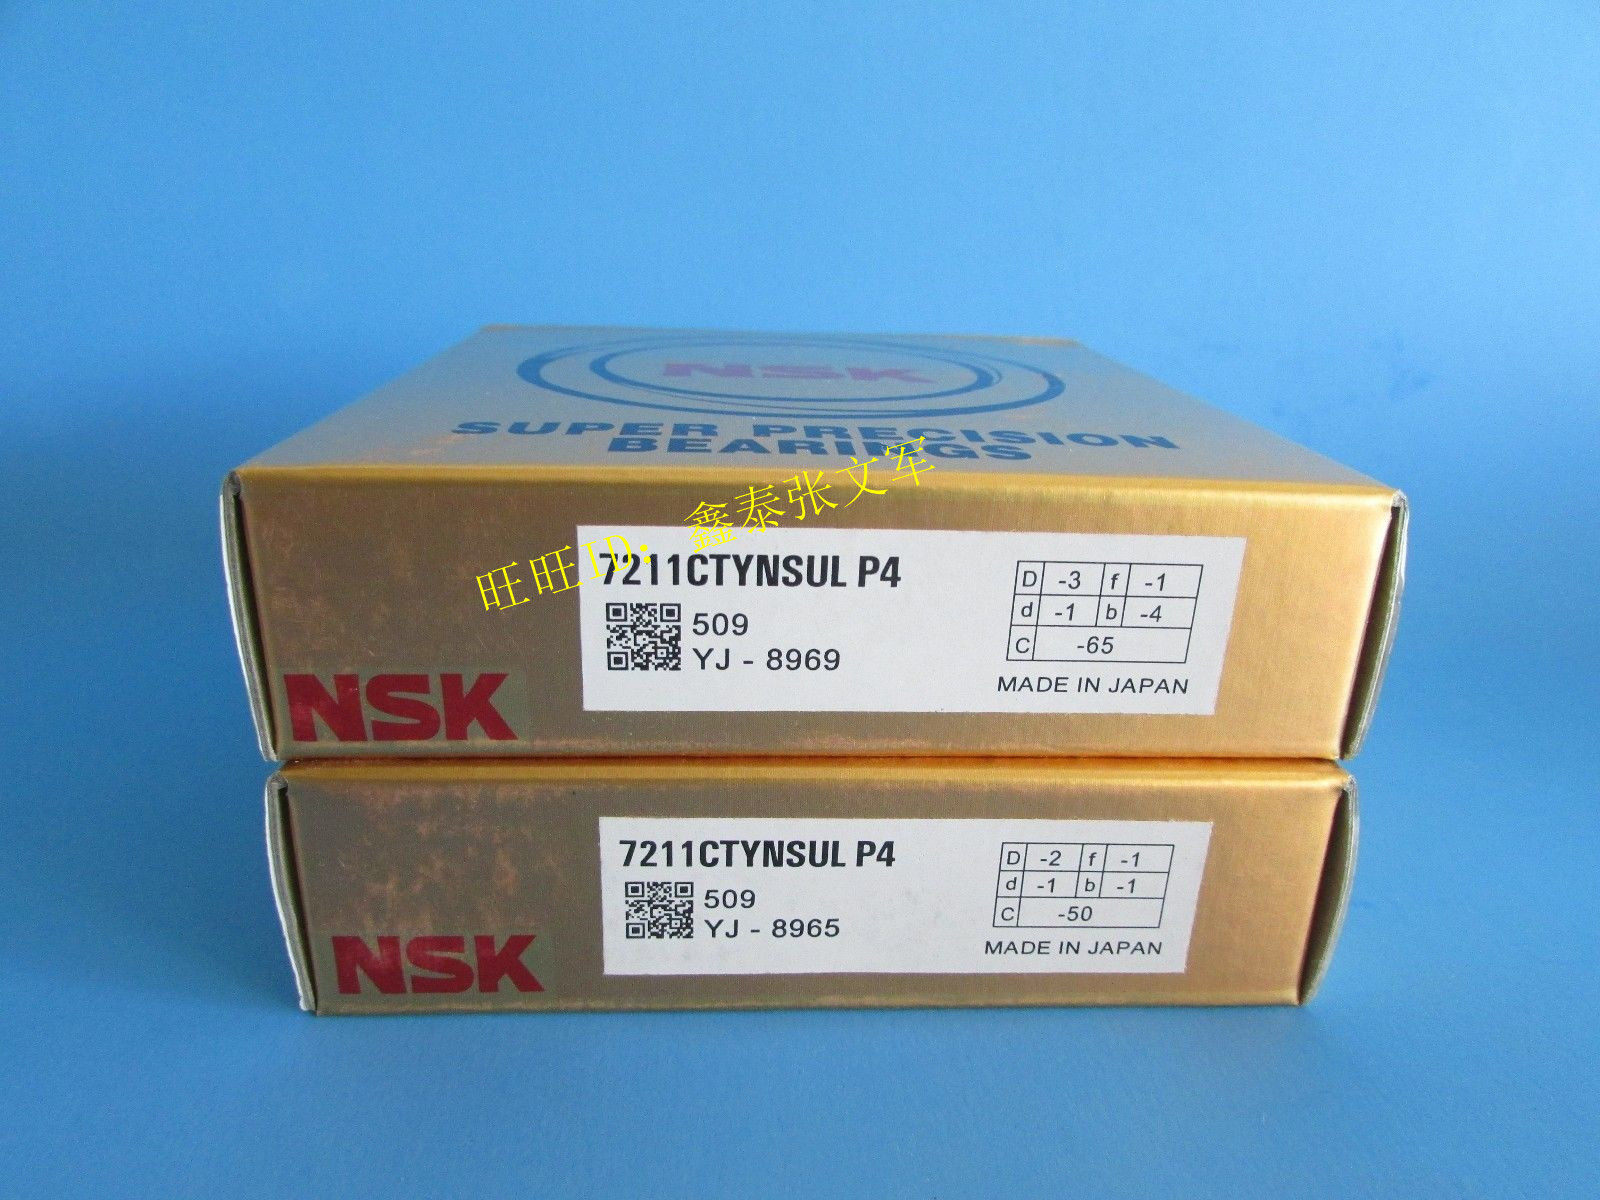 NSK
SUPER PRECISION
BEARINGS
旺旺ID: 鑫泰张文军
7211CTYNSUL P4
509
YJ - 8969
D -3 f -1
d -1 b -4
C -65
MADE IN JAPAN
NSK
7211CTYNSUL P4
509
YJ - 8965
D -2 f -1
d -1 b -1
C -50
MADE IN JAPAN
NSK